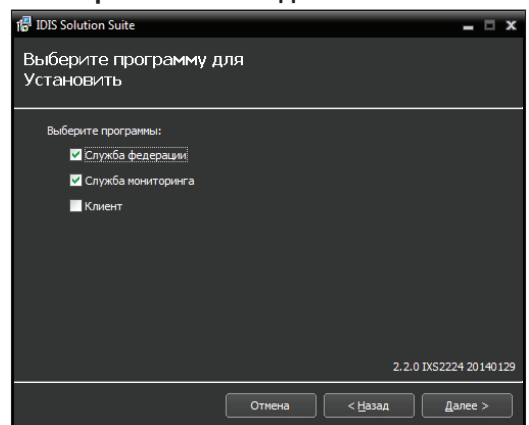 IDIS Solution Suite
Выберите программу для
Установить
Выберите программы:
Служба федерации
Служба мониторинга
Клиент
2.2.0 IXS2224 20140129
Отмена
< Назад
Далее >